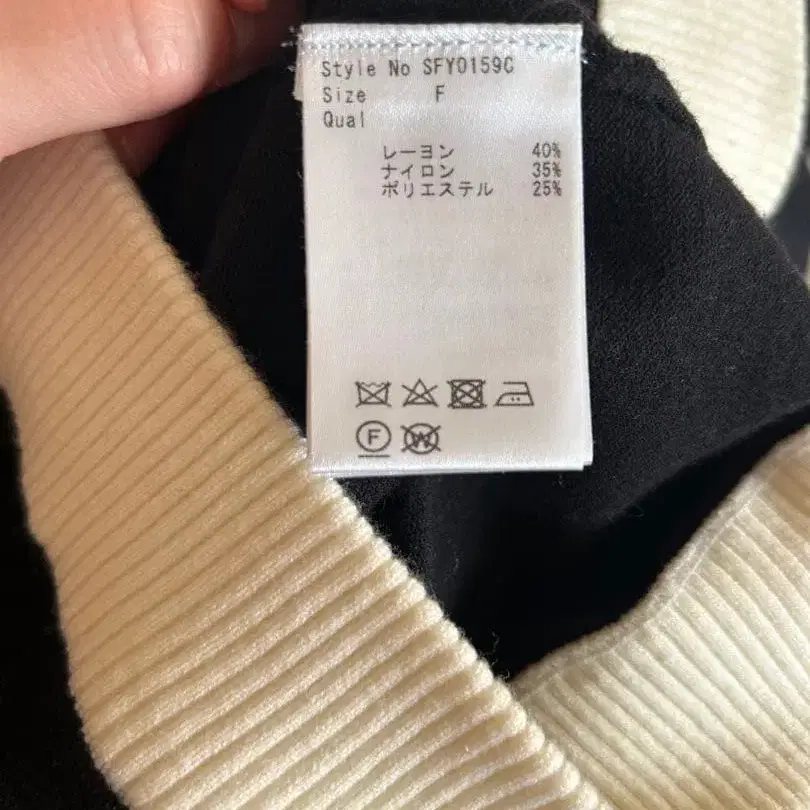 Style No SFY0159C
Size F
Qual
レーヨン 40%
ナイロン 35%
ポリエステル 25%
F W